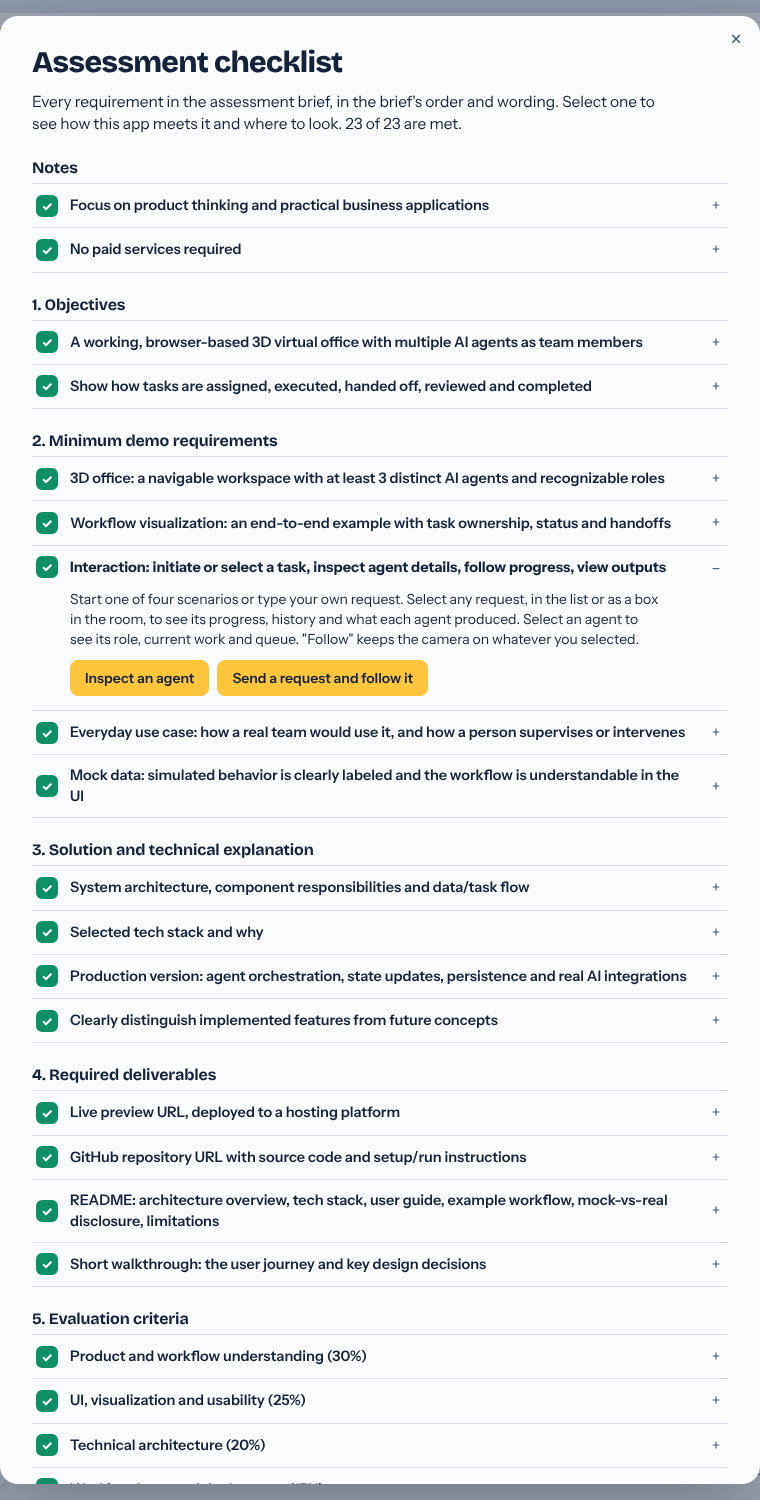 ×
Assessment checklist
Every requirement in the assessment brief, in the brief's order and wording. Select one to
see how this app meets it and where to look. 23 of 23 are met.
Notes
Focus on product thinking and practical business applications +
No paid services required +
1. Objectives
A working, browser-based 3D virtual office with multiple AI agents as team members +
Show how tasks are assigned, executed, handed off, reviewed and completed +
2. Minimum demo requirements
3D office: a navigable workspace with at least 3 distinct AI agents and recognizable roles +
Workflow visualization: an end-to-end example with task ownership, status and handoffs +
Interaction: initiate or select a task, inspect agent details, follow progress, view outputs –
Start one of four scenarios or type your own request. Select any request, in the list or as a box
in the room, to see its progress, history and what each agent produced. Select an agent to
see its role, current work and queue. "Follow" keeps the camera on whatever you selected.
Inspect an agent Send a request and follow it
Everyday use case: how a real team would use it, and how a person supervises or intervenes +
Mock data: simulated behavior is clearly labeled and the workflow is understandable in the
UI +
3. Solution and technical explanation
System architecture, component responsibilities and data/task flow +
Selected tech stack and why +
Production version: agent orchestration, state updates, persistence and real AI integrations +
Clearly distinguish implemented features from future concepts +
4. Required deliverables
Live preview URL, deployed to a hosting platform +
GitHub repository URL with source code and setup/run instructions +
README: architecture overview, tech stack, user guide, example workflow, mock-vs-real
disclosure, limitations +
Short walkthrough: the user journey and key design decisions +
5. Evaluation criteria
Product and workflow understanding (30%) +
UI, visualization and usability (25%) +
Technical architecture (20%) +